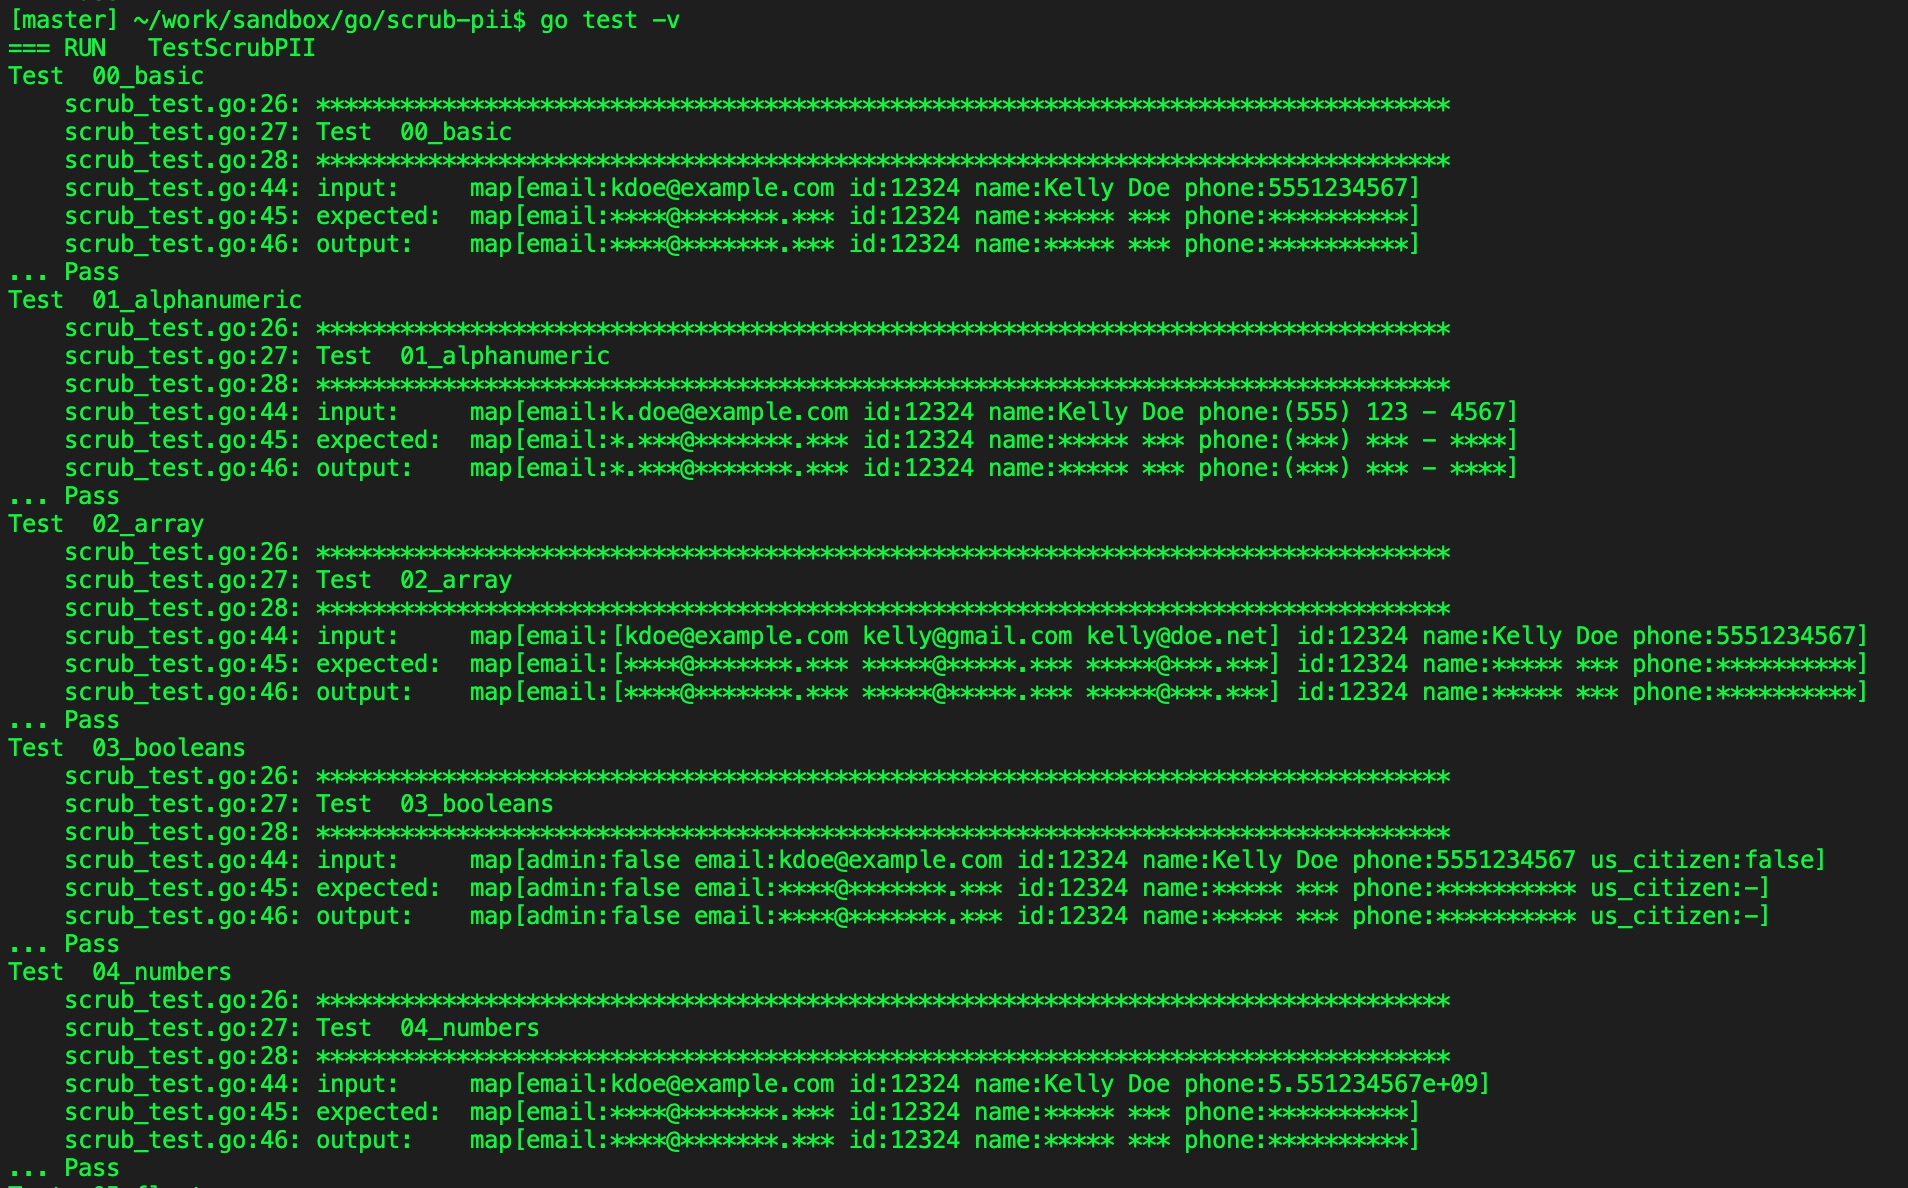 [master] ~/work/sandbox/go/scrub-pii$ go test -v
=== RUN   TestScrubPII
Test  00_basic
    scrub_test.go:26: *********************************************************************************
    scrub_test.go:27: Test  00_basic
    scrub_test.go:28: *********************************************************************************
    scrub_test.go:44: input:     map[email:kdoe@example.com id:12324 name:Kelly Doe phone:5551234567]
    scrub_test.go:45: expected:  map[email:****@*******.*** id:12324 name:***** *** phone:**********]
    scrub_test.go:46: output:    map[email:****@*******.*** id:12324 name:***** *** phone:**********]
... Pass
Test  01_alphanumeric
    scrub_test.go:26: *********************************************************************************
    scrub_test.go:27: Test  01_alphanumeric
    scrub_test.go:28: *********************************************************************************
    scrub_test.go:44: input:     map[email:k.doe@example.com id:12324 name:Kelly Doe phone:(555) 123 - 4567]
    scrub_test.go:45: expected:  map[email:*.***@*******.*** id:12324 name:***** *** phone:(***) *** - ****]
    scrub_test.go:46: output:    map[email:*.***@*******.*** id:12324 name:***** *** phone:(***) *** - ****]
... Pass
Test  02_array
    scrub_test.go:26: *********************************************************************************
    scrub_test.go:27: Test  02_array
    scrub_test.go:28: *********************************************************************************
    scrub_test.go:44: input:     map[email:[kdoe@example.com kelly@gmail.com kelly@doe.net] id:12324 name:Kelly Doe phone:5551234567]
    scrub_test.go:45: expected:  map[email:[****@*******.*** *****@*****.*** *****@***.***] id:12324 name:***** *** phone:**********]
    scrub_test.go:46: output:    map[email:[****@*******.*** *****@*****.*** *****@***.***] id:12324 name:***** *** phone:**********]
... Pass
Test  03_booleans
    scrub_test.go:26: *********************************************************************************
    scrub_test.go:27: Test  03_booleans
    scrub_test.go:28: *********************************************************************************
    scrub_test.go:44: input:     map[admin:false email:kdoe@example.com id:12324 name:Kelly Doe phone:5551234567 us_citizen:false]
    scrub_test.go:45: expected:  map[admin:false email:****@*******.*** id:12324 name:***** *** phone:********** us_citizen:-]
    scrub_test.go:46: output:    map[admin:false email:****@*******.*** id:12324 name:***** *** phone:********** us_citizen:-]
... Pass
Test  04_numbers
    scrub_test.go:26: *********************************************************************************
    scrub_test.go:27: Test  04_numbers
    scrub_test.go:28: *********************************************************************************
    scrub_test.go:44: input:     map[email:kdoe@example.com id:12324 name:Kelly Doe phone:5.551234567e+09]
    scrub_test.go:45: expected:  map[email:****@*******.*** id:12324 name:***** *** phone:**********]
    scrub_test.go:46: output:    map[email:****@*******.*** id:12324 name:***** *** phone:**********]
... Pass